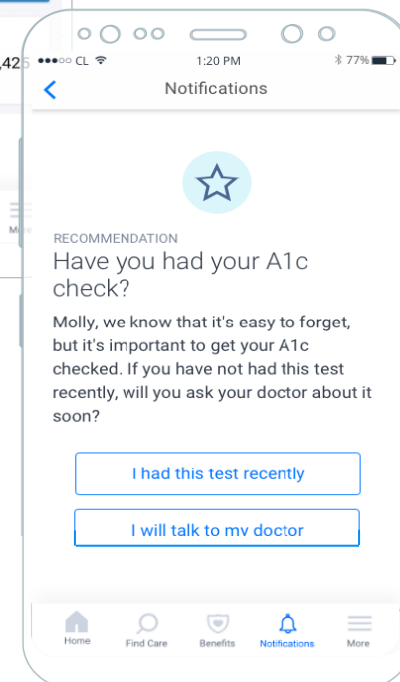 ,425
CL 1:20 PM 77%
Notifications
RECOMMENDATION
Have you had your A1c
check?
Molly, we know that it's easy to forget,
but it's important to get your A1c
checked. If you have not had this test
recently, will you ask your doctor about it
soon?
I had this test recently
I will talk to my doctor
Home Find Care Benefits Notifications More